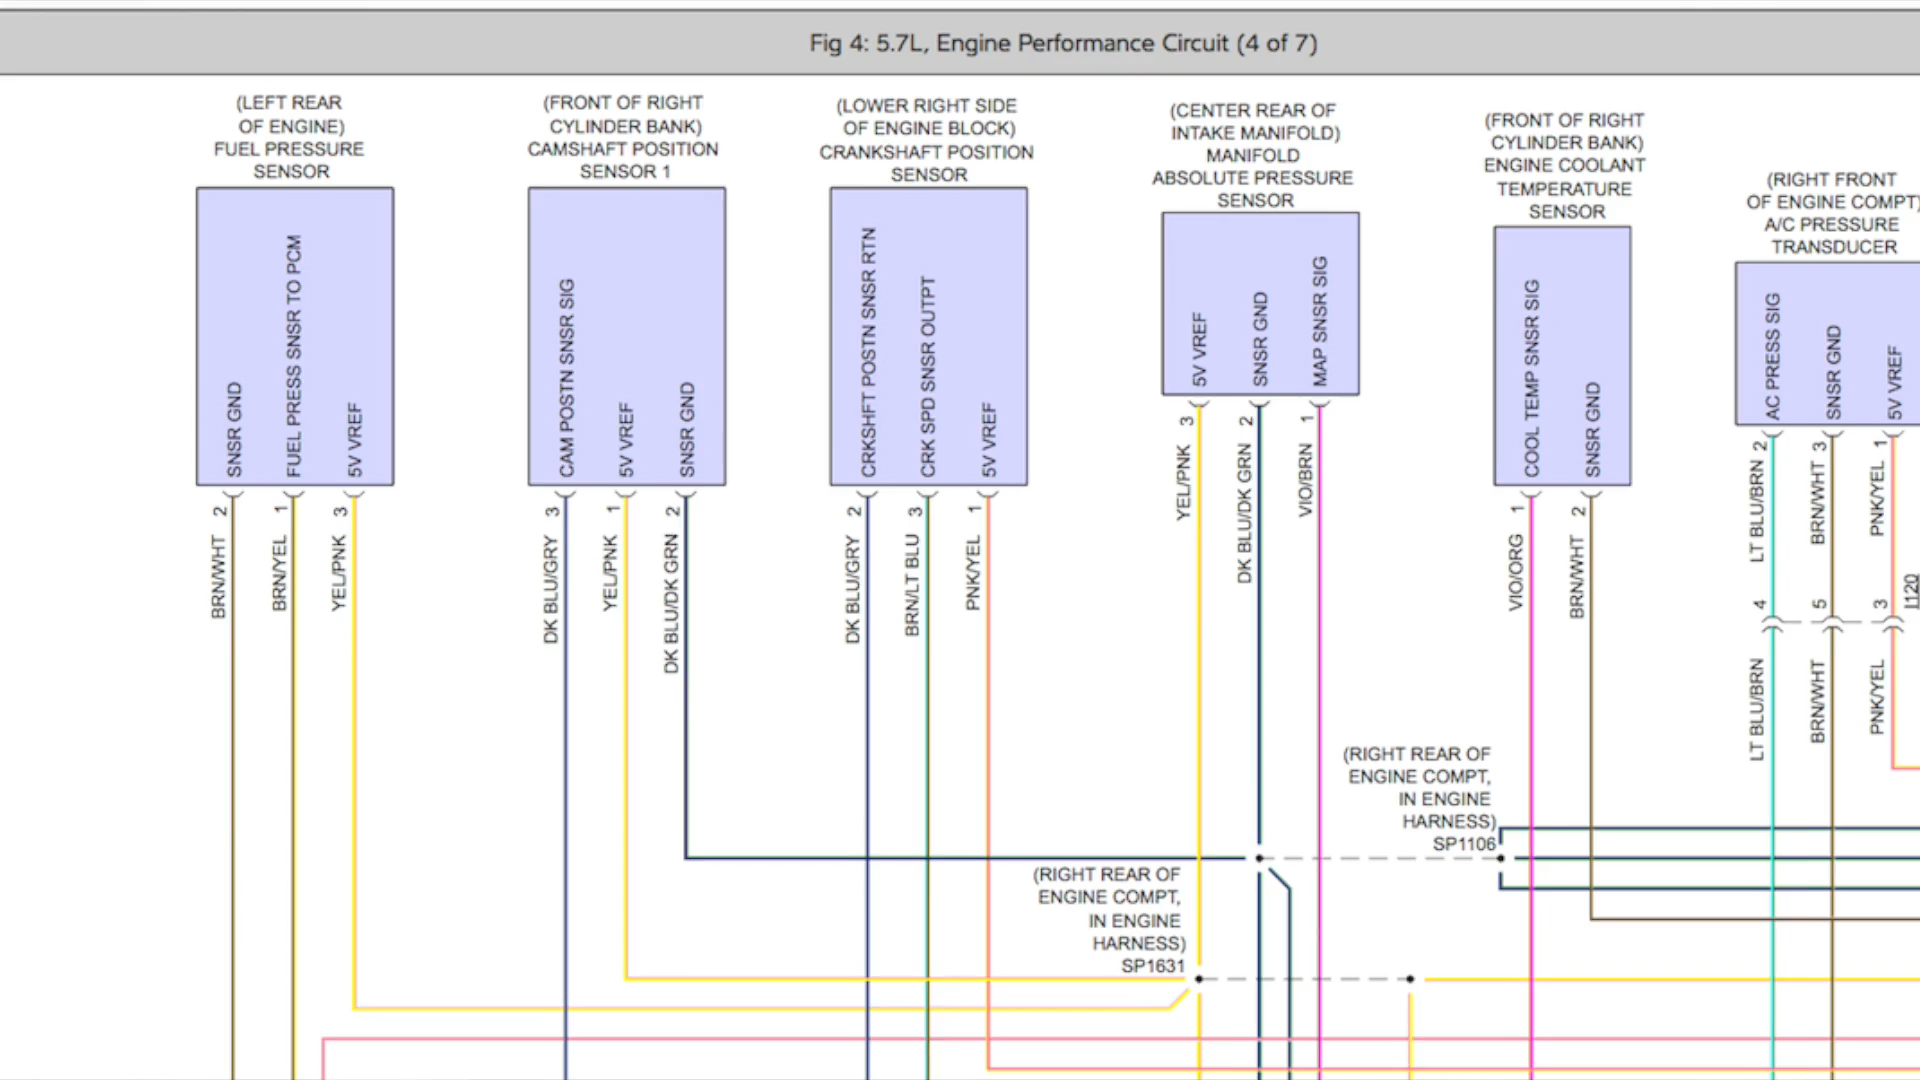 Fig 4: 5.7L, Engine Performance Circuit (4 of 7)
(LEFT REAR
OF ENGINE)
FUEL PRESSURE
SENSOR
SNSR GND
FUEL PRESS SNSR TO PCM
5V VREF
2
1
3
BRN/WHT
BRN/YEL
YEL/PNK
(FRONT OF RIGHT
CYLINDER BANK)
CAMSHAFT POSITION
SENSOR 1
CAM POSTN SNSR SIG
5V VREF
SNSR GND
3
1
2
DK BLU/GRY
YEL/PNK
DK BLU/DK GRN
(LOWER RIGHT SIDE
OF ENGINE BLOCK)
CRANKSHAFT POSITION
SENSOR
CRKSHFT POSTN SNSR RTN
CRK SPD SNSR OUTPT
5V VREF
2
3
1
DK BLU/GRY
BRN/LT BLU
PNK/YEL
(CENTER REAR OF
INTAKE MANIFOLD)
MANIFOLD
ABSOLUTE PRESSURE
SENSOR
5V VREF
SNSR GND
MAP SNSR SIG
3
2
1
YEL/PNK
DK BLU/DK GRN
VIO/BRN
(FRONT OF RIGHT
CYLINDER BANK)
ENGINE COOLANT
TEMPERATURE
SENSOR
COOL TEMP SNSR SIG
SNSR GND
1
2
VIO/ORG
BRN/WHT
(RIGHT FRONT
OF ENGINE COMPT)
A/C PRESSURE
TRANSDUCER
AC PRESS SIG
SNSR GND
5V VREF
2
3
1
LT BLU/BRN
BRN/WHT
PNK/YEL
4
5
3
I120
LT BLU/BRN
BRN/WHT
PNK/YEL
(RIGHT REAR OF
ENGINE COMPT,
IN ENGINE
HARNESS)
SP1106
(RIGHT REAR OF
ENGINE COMPT,
IN ENGINE
HARNESS)
SP1631